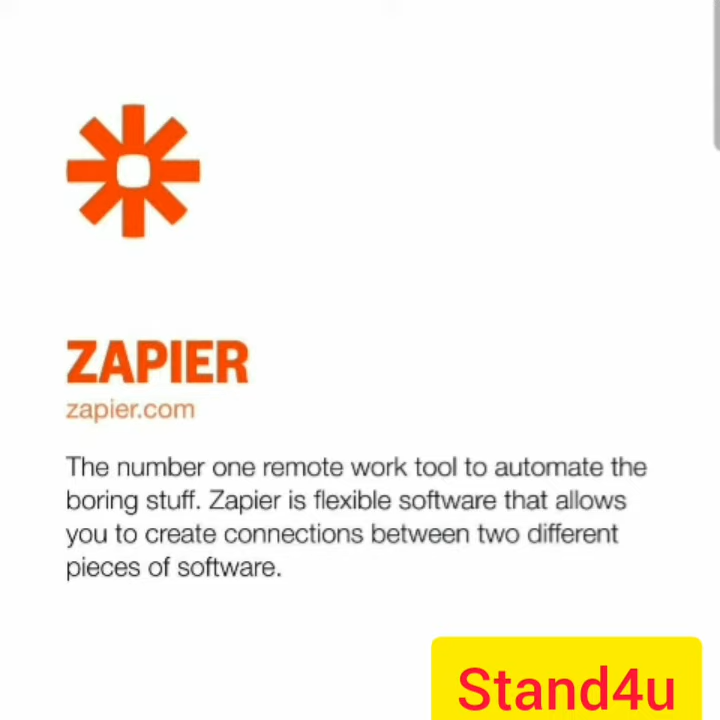 ZAPIER
zapier.com
The number one remote work tool to automate the
boring stuff. Zapier is flexible software that allows
you to create connections between two different
pieces of software.
Stand4u